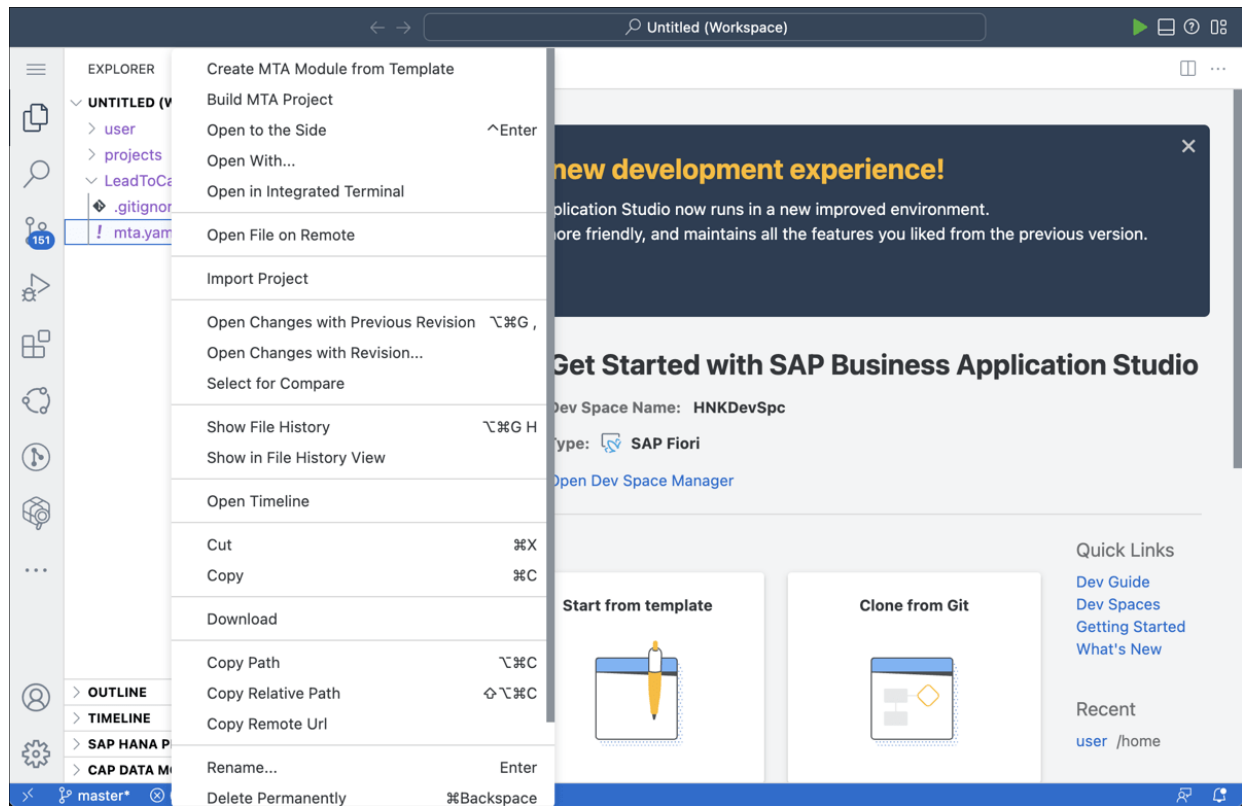 Untitled (Workspace)
EXPLORER
UNTITLED (W
user
projects
LeadToCa
.gitignor
mta.yam
151
OUTLINE
TIMELINE
SAP HANA P
CAP DATA M
master*
Create MTA Module from Template
Build MTA Project
Open to the Side ^Enter
Open With...
Open in Integrated Terminal
Open File on Remote
Import Project
Open Changes with Previous Revision ⌥⌘G ,
Open Changes with Revision...
Select for Compare
Show File History ⌥⌘G H
Show in File History View
Open Timeline
Cut ⌘X
Copy ⌘C
Download
Copy Path ⌥⌘C
Copy Relative Path ⇧⌥⌘C
Copy Remote Url
Rename... Enter
Delete Permanently ⌘Backspace
new development experience!
plication Studio now runs in a new improved environment.
ore friendly, and maintains all the features you liked from the previous version.
Get Started with SAP Business Application Studio
Dev Space Name: HNKDevSpc
Type: SAP Fiori
Open Dev Space Manager
Start from template
Clone from Git
Quick Links
Dev Guide
Dev Spaces
Getting Started
What's New
Recent
user /home